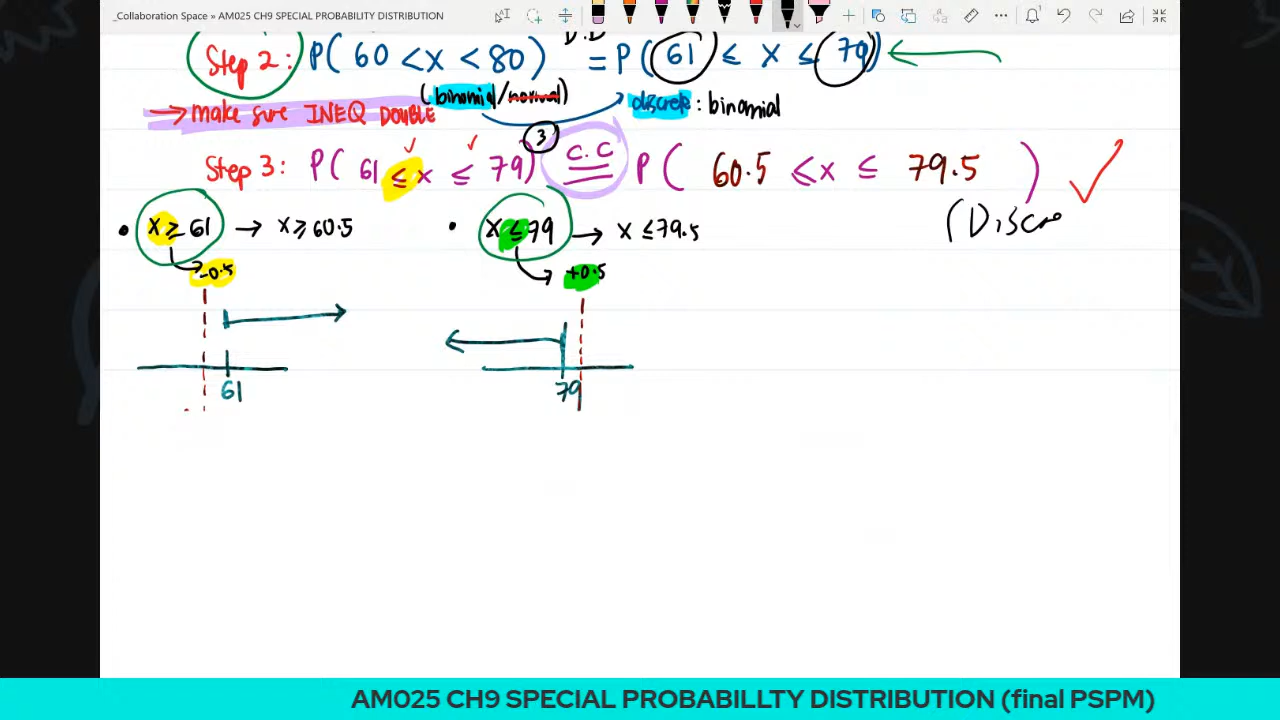 _Collaboration Space » AM025 CH9 SPECIAL PROBABILITY DISTRIBUTION
Step 2: P( 60 < x < 80 ) D.D = P( 61 ≤ x ≤ 79)
(binomial/normal) discrete : binomial
→ make sure INEQ DOUBLE
3
Step 3: P( 61 ≤ x ≤ 79) C.C P( 60.5 ≤ x ≤ 79.5 ) ✓
• x ≥ 61 → x ≥ 60.5 • x ≤ 79 → x ≤ 79.5 (Discre
-0.5 +0.5
61 79
AM025 CH9 SPECIAL PROBABILLTY DISTRIBUTION (final PSPM)